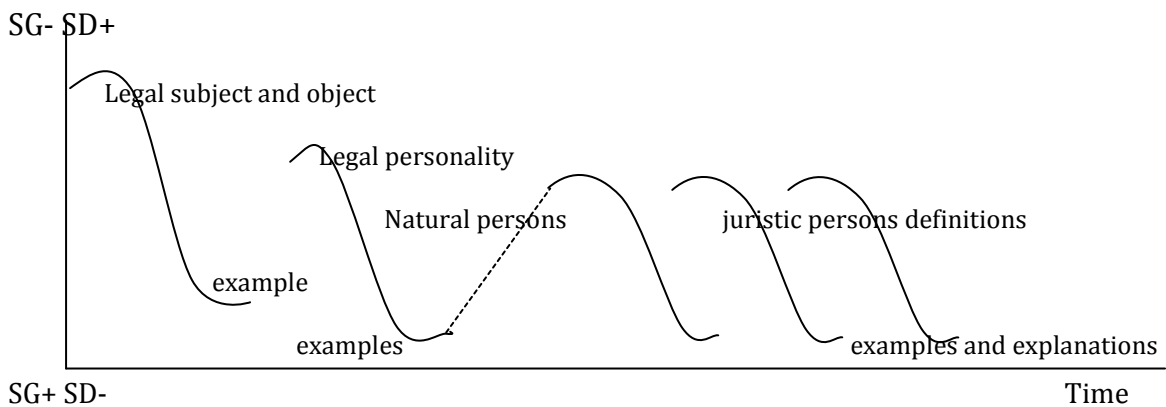 SG- SD+
Legal subject and object
Legal personality
Natural persons
juristic persons definitions
example
examples
examples and explanations
SG+ SD-
Time